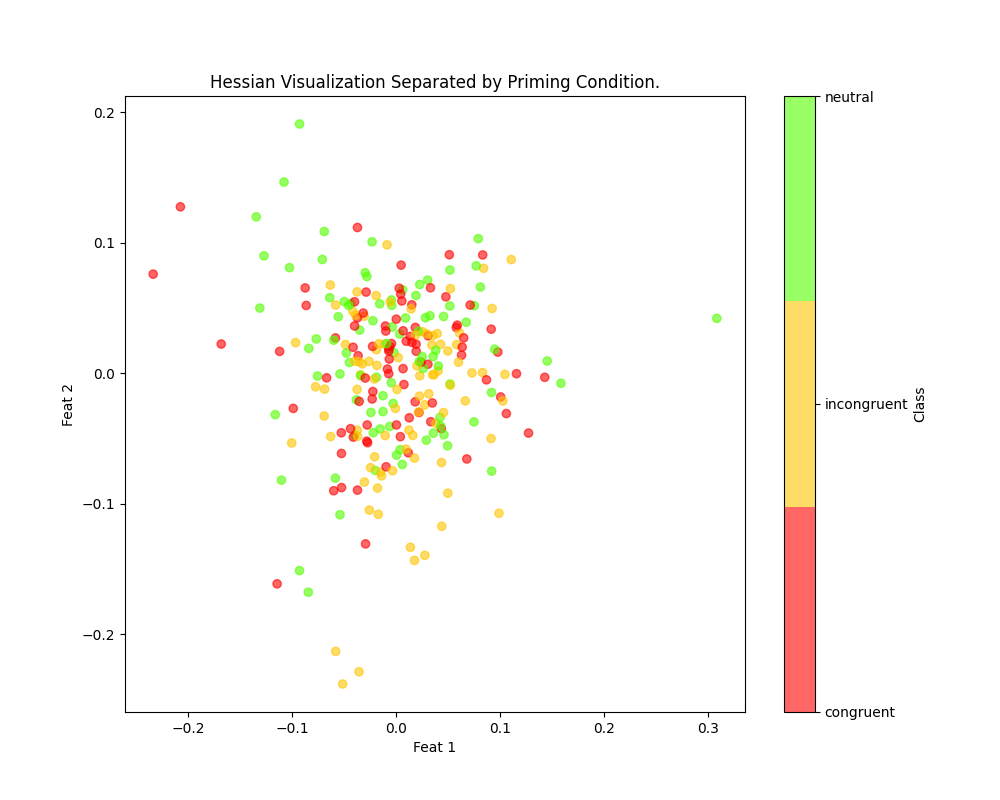 Hessian Visualization Separated by Priming Condition.
0.2
0.1
0.0
−0.1
−0.2
Feat 2
−0.2
−0.1
0.0
0.1
0.2
0.3
Feat 1
neutral
incongruent
congruent
Class